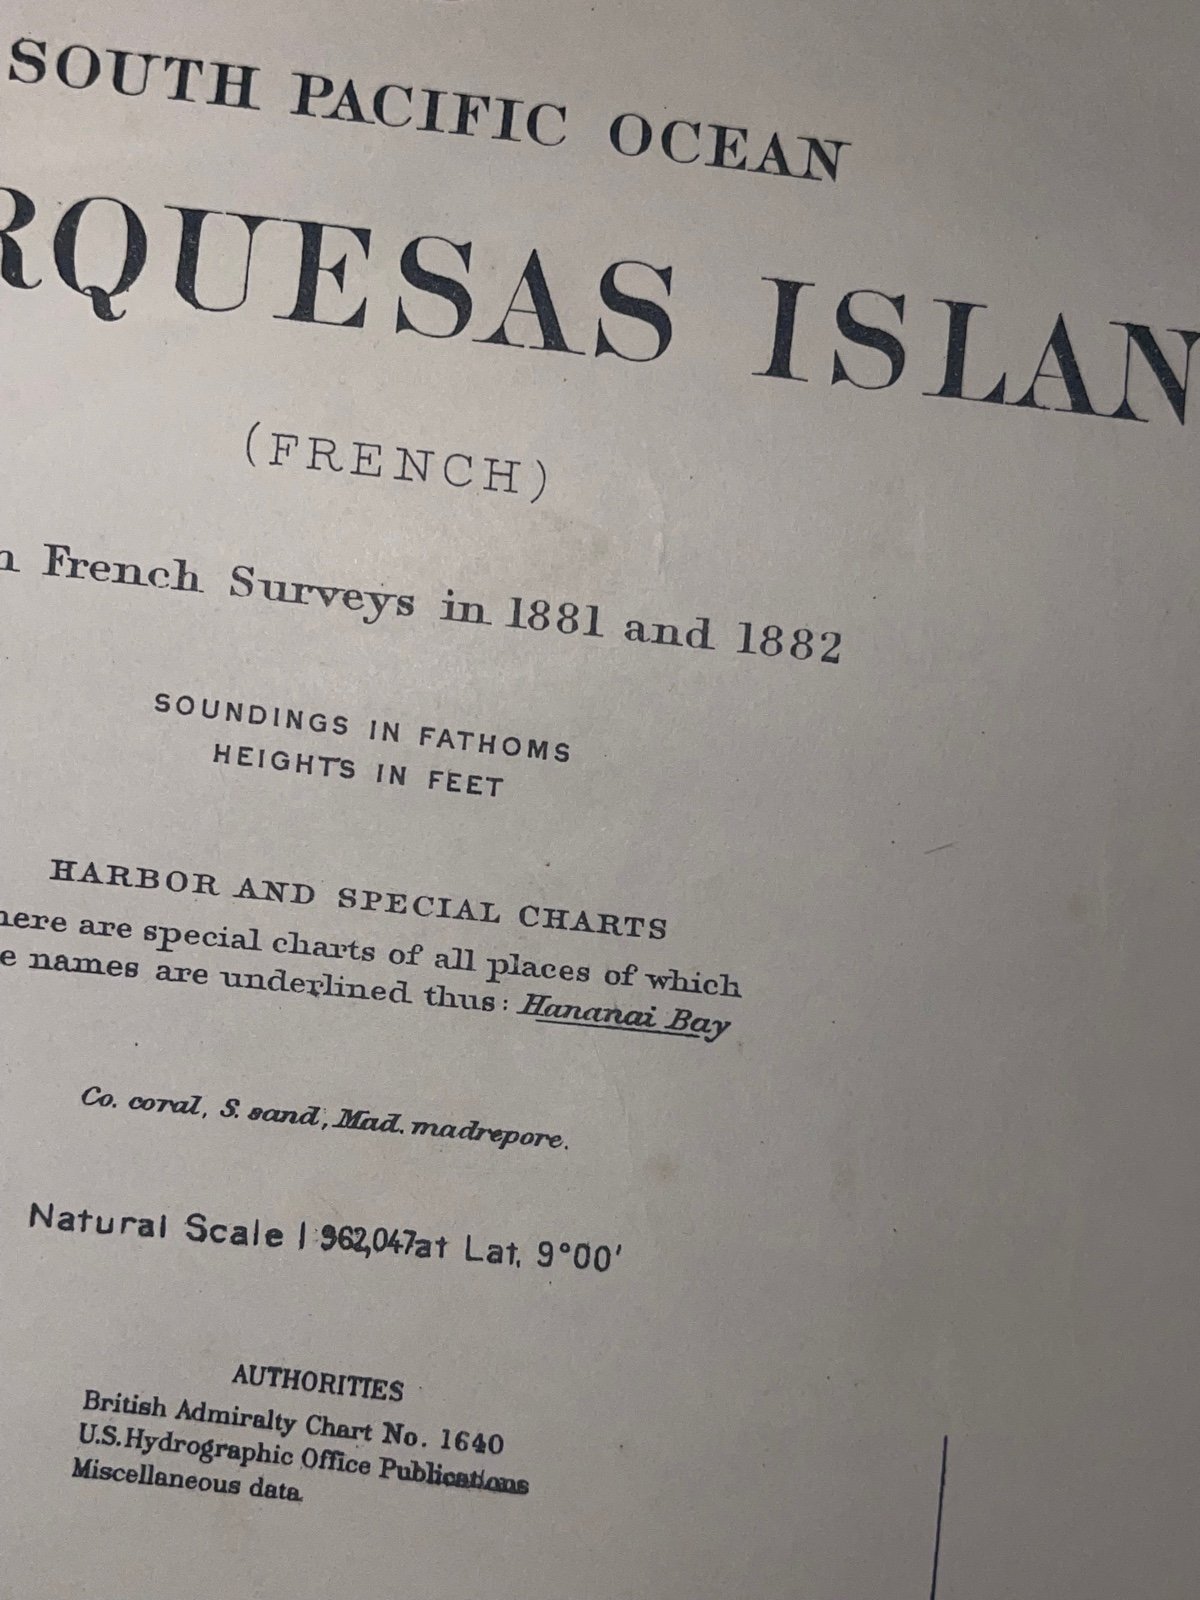 SOUTH PACIFIC OCEAN
RQUESAS ISLAN
(FRENCH)
n French Surveys in 1881 and 1882
SOUNDINGS IN FATHOMS
HEIGHTS IN FEET
HARBOR AND SPECIAL CHARTS
here are special charts of all places of which
e names are underlined thus: Hananai Bay
Co. coral, S. sand, Mad. madrepore.
Natural Scale 1:962,047 at Lat. 9°00'
AUTHORITIES
British Admiralty Chart No. 1640
U.S. Hydrographic Office Publications
Miscellaneous data